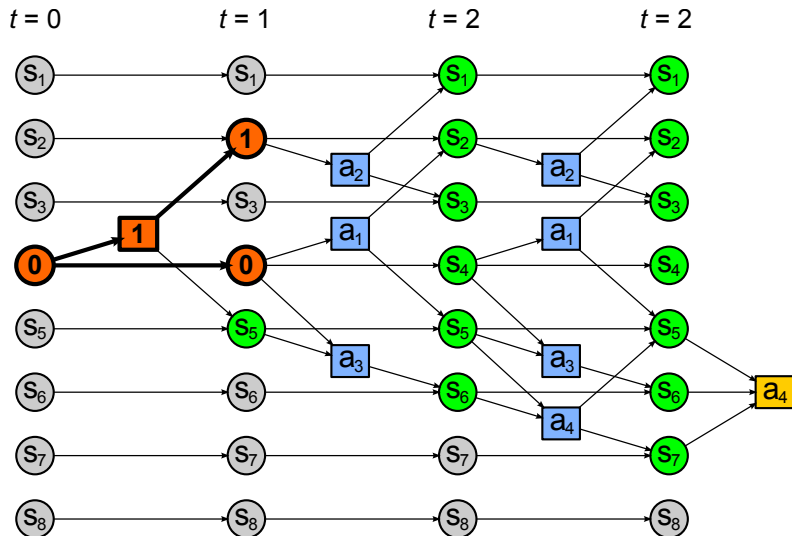 t = 0 t = 1 t = 2 t = 2
s1 s1 s1 s1
s2 1 s2 s2
a2 a2
s3 s3 s3 s3
1 a1 a1
0 0 s4 s4
s5 s5 s5 s5
a3 a3
s6 s6 s6 s6 a4
a4
s7 s7 s7 s7
s8 s8 s8 s8